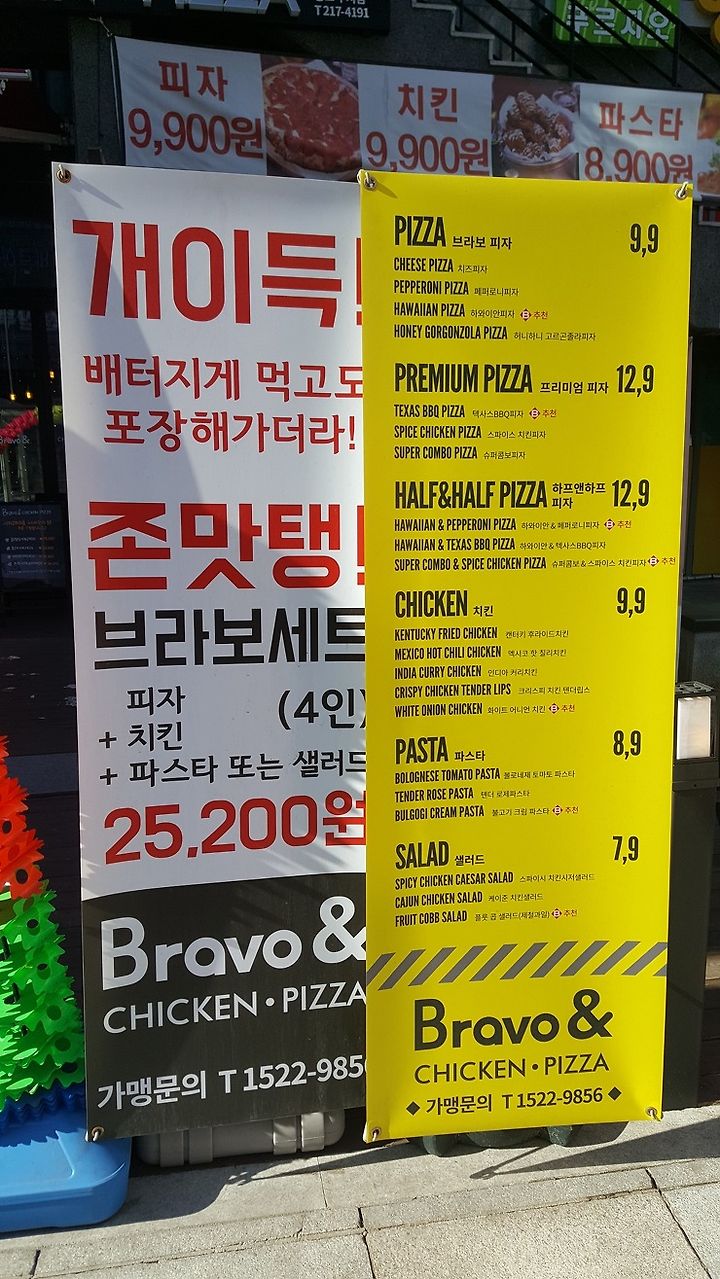 T 217-4191
푸르지오
피자
9,900원
치킨
9,900원
파스타
8,900원
개이득!
배터지게 먹고도
포장해가더라!
존맛탱!
브라보세트
피자
+ 치킨 (4인)
+ 파스타 또는 샐러드
25,200원
Bravo &
CHICKEN • PIZZA
가맹문의 T 1522-9856
PIZZA 브라보 피자 9,9
CHEESE PIZZA 치즈피자
PEPPERONI PIZZA 페퍼로니피자
HAWAIIAN PIZZA 하와이안피자 B 추천
HONEY GORGONZOLA PIZZA 허니허니 고르곤졸라피자
PREMIUM PIZZA 프리미엄 피자 12,9
TEXAS BBQ PIZZA 텍사스BBQ피자 B 추천
SPICE CHICKEN PIZZA 스파이스 치킨피자
SUPER COMBO PIZZA 슈퍼콤보피자
HALF&HALF PIZZA 하프앤하프 피자 12,9
HAWAIIAN & PEPPERONI PIZZA 하와이안&페퍼로니피자 B 추천
HAWAIIAN & TEXAS BBQ PIZZA 하와이안&텍사스BBQ피자
SUPER COMBO & SPICE CHICKEN PIZZA 슈퍼콤보&스파이스 치킨피자 B 추천
CHICKEN 치킨 9,9
KENTUCKY FRIED CHICKEN 캔터키 후라이드치킨
MEXICO HOT CHILI CHICKEN 멕시코 핫 칠리치킨
INDIA CURRY CHICKEN 인디아 커리치킨
CRISPY CHICKEN TENDER LIPS 크리스피 치킨 텐더립스
WHITE ONION CHICKEN 화이트 어니언 치킨 B 추천
PASTA 파스타 8,9
BOLOGNESE TOMATO PASTA 볼로네제 토마토 파스타
TENDER ROSE PASTA 텐더 로제파스타
BULGOGI CREAM PASTA 불고기 크림 파스타 B 추천
SALAD 샐러드 7,9
SPICY CHICKEN CAESAR SALAD 스파이시 치킨시저샐러드
CAJUN CHICKEN SALAD 케이준 치킨샐러드
FRUIT COBB SALAD 플룻 콥 샐러드(제철과일) B 추천
Bravo &
CHICKEN • PIZZA
◆ 가맹문의 T 1522-9856 ◆